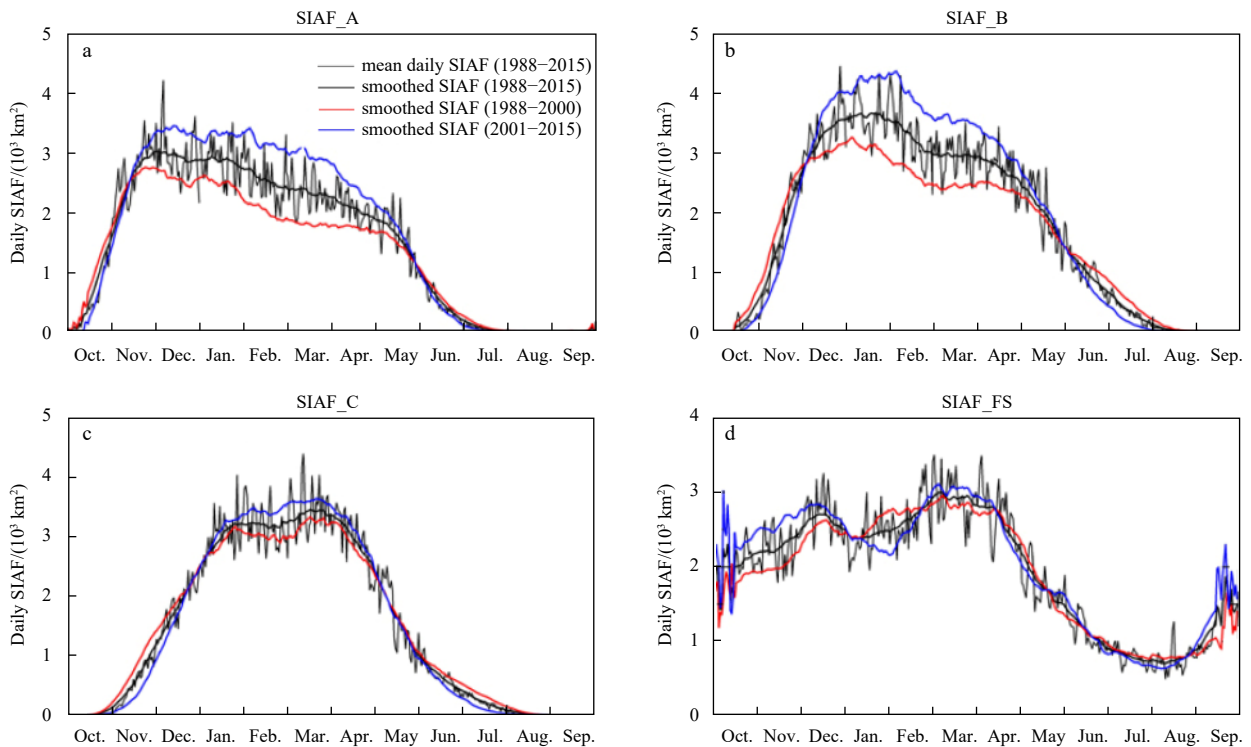 SIAF_A
a
mean daily SIAF (1988−2015)
smoothed SIAF (1988−2015)
smoothed SIAF (1988−2000)
smoothed SIAF (2001−2015)
Daily SIAF/(10³ km²)
5
4
3
2
1
0
Oct. Nov. Dec. Jan. Feb. Mar. Apr. May Jun. Jul. Aug. Sep.
SIAF_B
b
Daily SIAF/(10³ km²)
5
4
3
2
1
0
Oct. Nov. Dec. Jan. Feb. Mar. Apr. May Jun. Jul. Aug. Sep.
SIAF_C
c
Daily SIAF/(10³ km²)
5
4
3
2
1
0
Oct. Nov. Dec. Jan. Feb. Mar. Apr. May Jun. Jul. Aug. Sep.
SIAF_FS
d
Daily SIAF/(10³ km²)
4
3
2
1
0
Oct. Nov. Dec. Jan. Feb. Mar. Apr. May Jun. Jul. Aug. Sep.